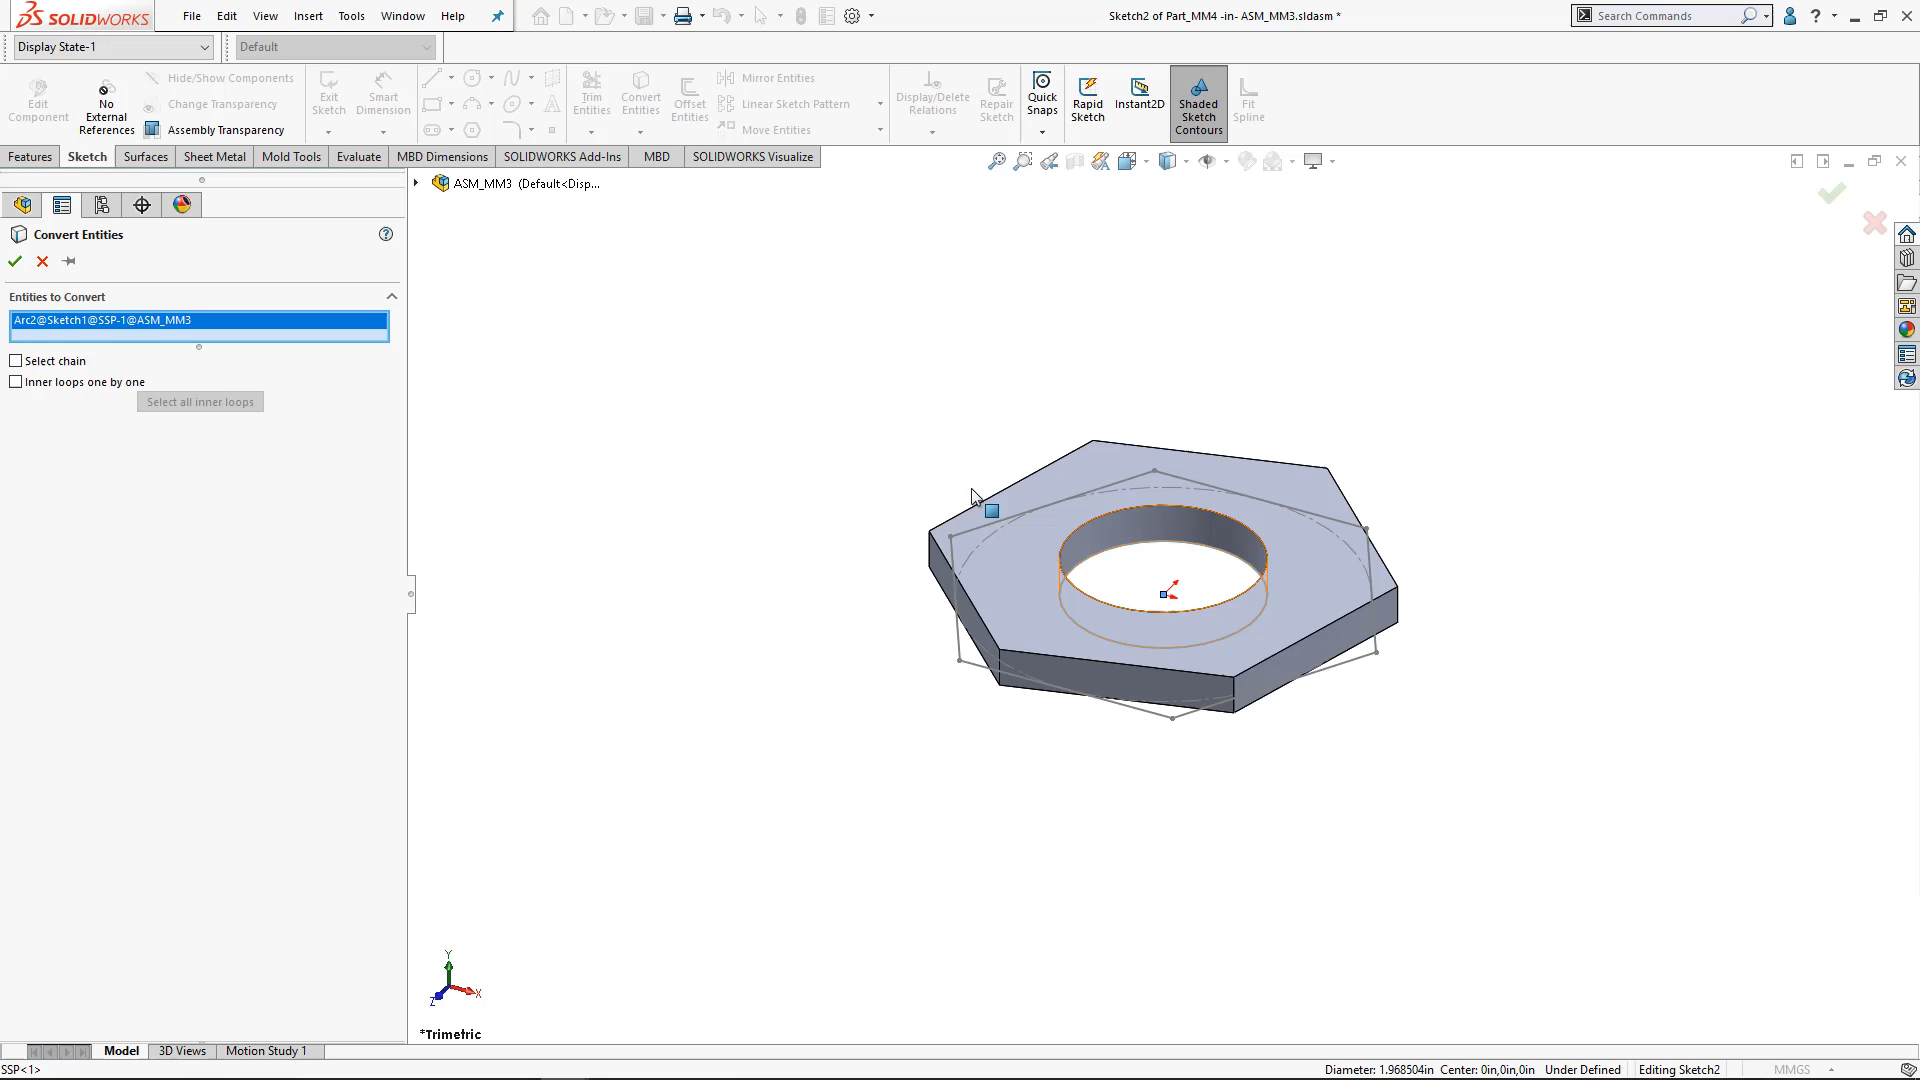 SOLIDWORKS
File Edit View Insert Tools Window Help
Sketch2 of Part_MM4 -in- ASM_MM3.sldasm *
Search Commands
Display State-1
Default
Edit Component
No External References
Hide/Show Components
Change Transparency
Assembly Transparency
Exit Sketch
Smart Dimension
Trim Entities
Convert Entities
Offset Entities
Mirror Entities
Linear Sketch Pattern
Move Entities
Display/Delete Relations
Repair Sketch
Quick Snaps
Rapid Sketch
Instant2D
Shaded Sketch Contours
Fit Spline
Features Sketch Surfaces Sheet Metal Mold Tools Evaluate MBD Dimensions SOLIDWORKS Add-Ins MBD SOLIDWORKS Visualize
ASM_MM3 (Default<Disp...
Convert Entities
Entities to Convert
Arc2@Sketch1@SSP-1@ASM_MM3
Select chain
Inner loops one by one
Select all inner loops
Y
X
Z
*Trimetric
Model 3D Views Motion Study 1
SSP<1>
Diameter: 1.968504in Center: 0in,0in,0in Under Defined Editing Sketch2 MMGS